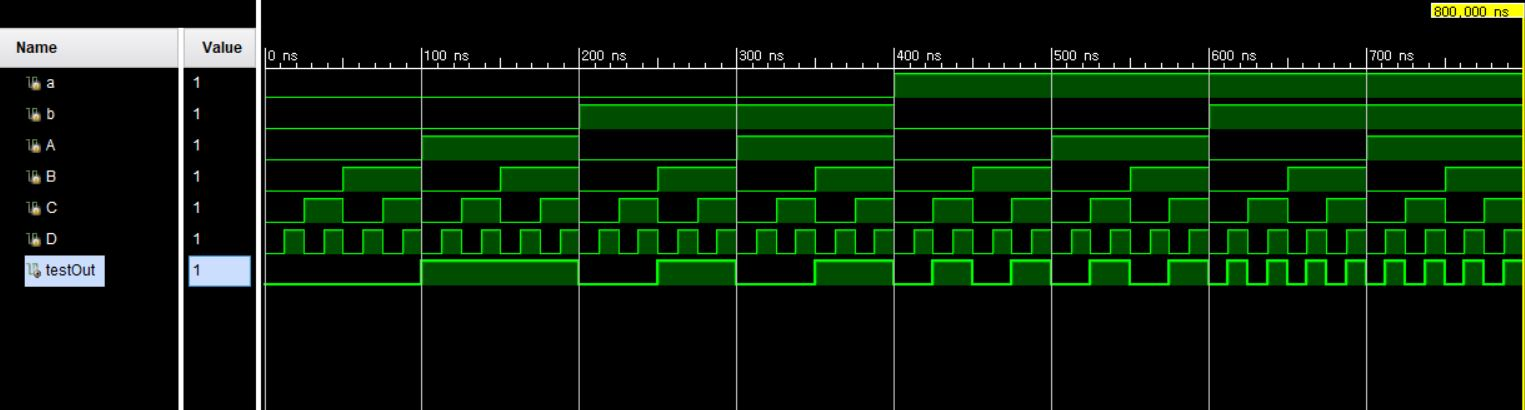 800,000 ns
Name Value
0 ns 100 ns 200 ns 300 ns 400 ns 500 ns 600 ns 700 ns
a 1
b 1
A 1
B 1
C 1
D 1
testOut 1